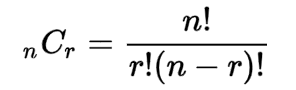 nCr = n! / r!(n − r)!